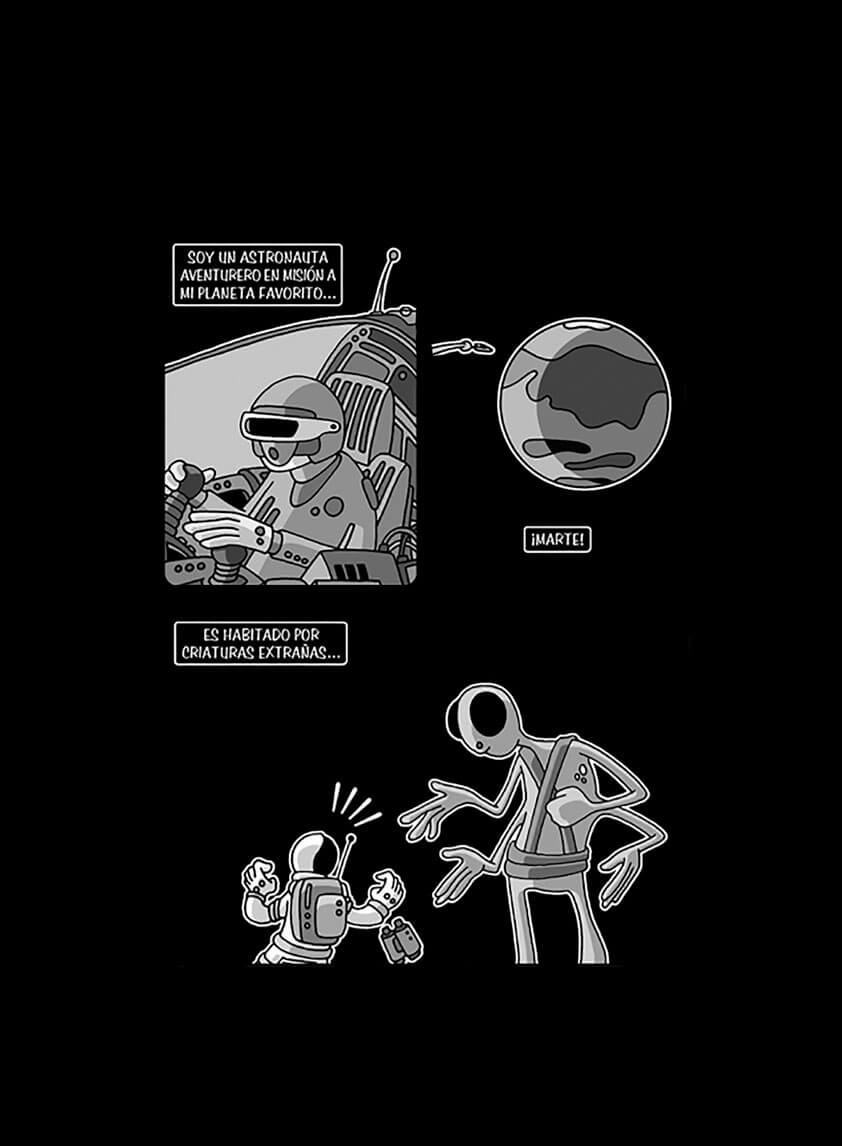 SOY UN ASTRONAUTA
AVENTURERO EN MISIÓN A
MI PLANETA FAVORITO...
¡MARTE!
ES HABITADO POR
CRIATURAS EXTRAÑAS...